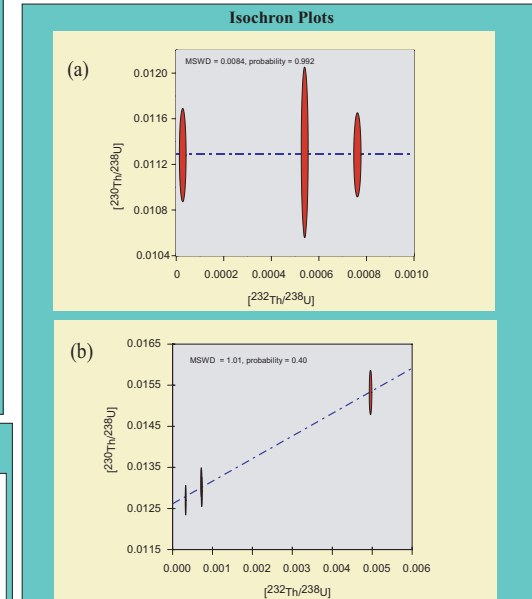 Isochron Plots
(a)
MSWD = 0.0084, probability = 0.992
0.0120
0.0116
0.0112
0.0108
0.0104
[230Th/238U]
0 0.0002 0.0004 0.0006 0.0008 0.0010
[232Th/238U]
(b)
MSWD = 1.01, probability = 0.40
0.0165
0.0155
0.0145
0.0135
0.0125
0.0115
[230Th/238U]
0.000 0.001 0.002 0.003 0.004 0.005 0.006
[232Th/238U]